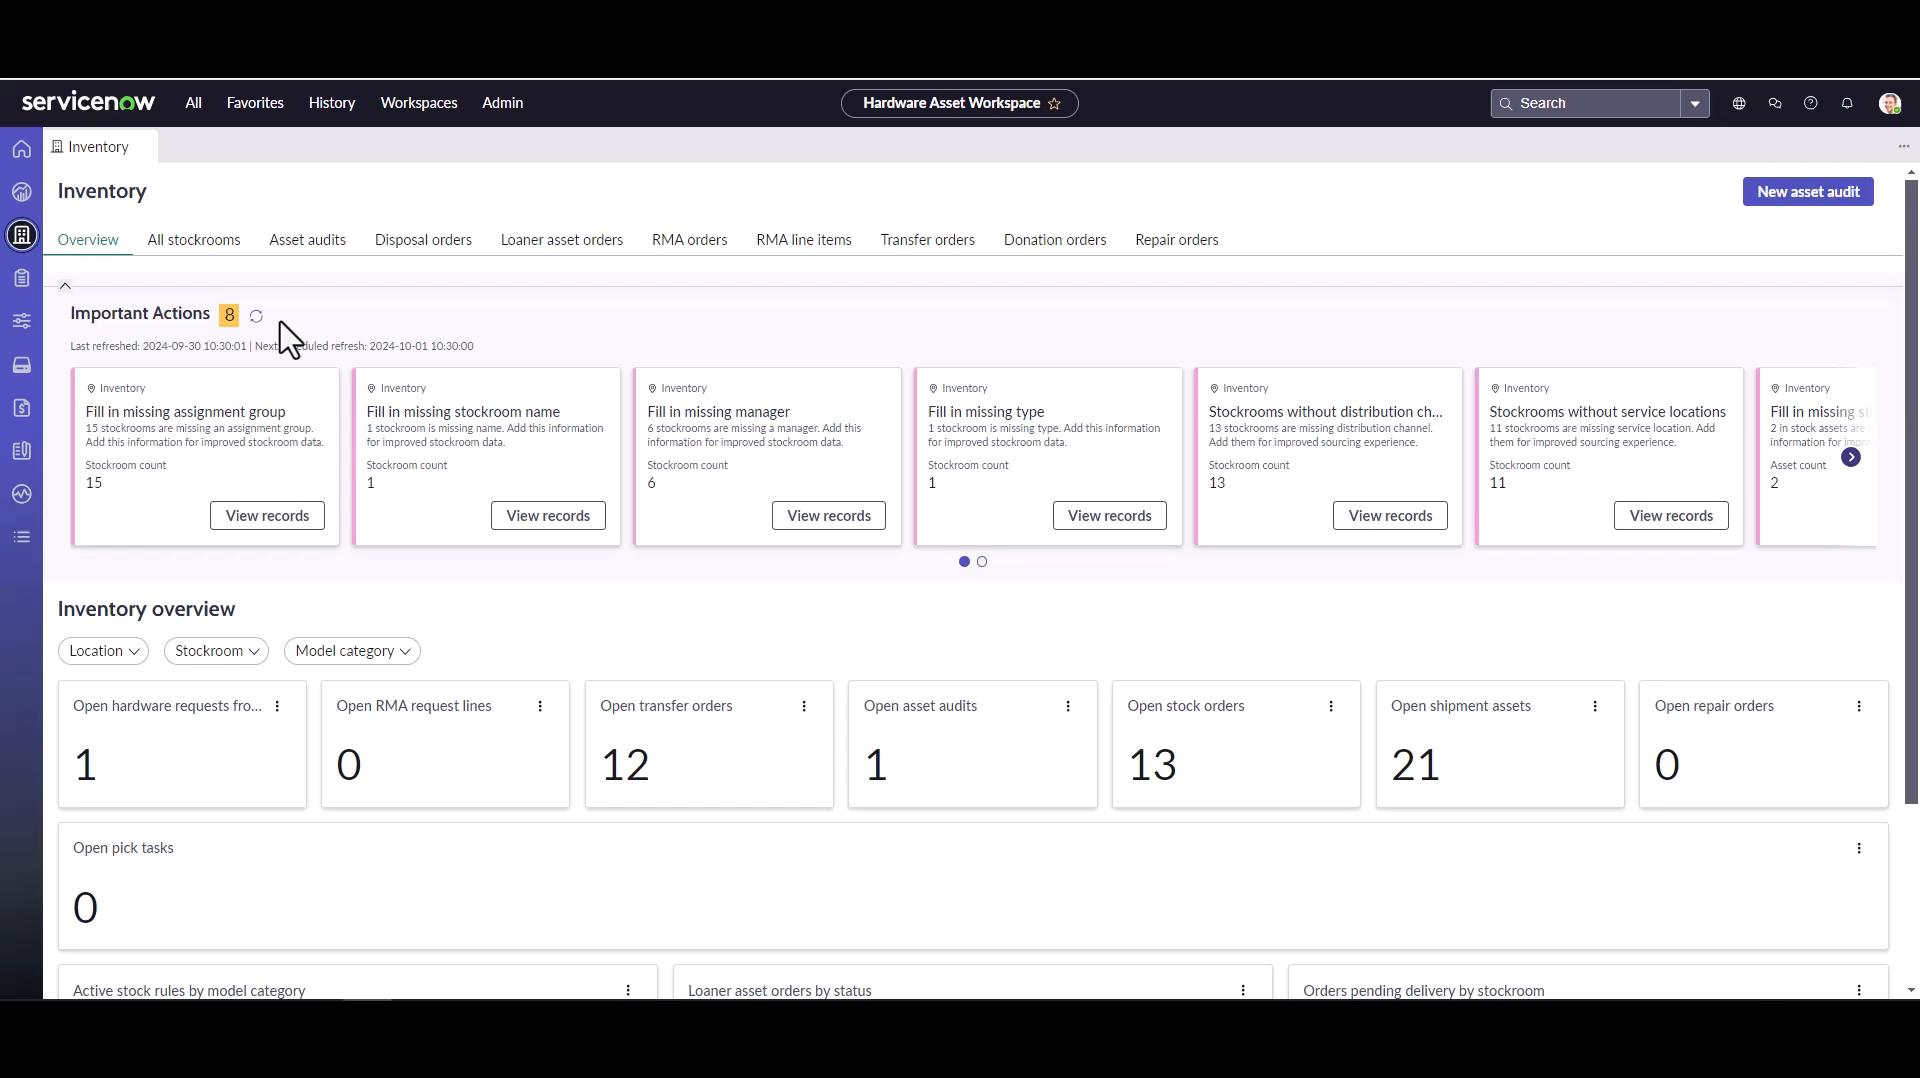 servicenow All Favorites History Workspaces Admin Hardware Asset Workspace Search
Inventory
Inventory
New asset audit
Overview All stockrooms Asset audits Disposal orders Loaner asset orders RMA orders RMA line items Transfer orders Donation orders Repair orders
Important Actions 8
Last refreshed: 2024-09-30 10:30:01 | Next duled refresh: 2024-10-01 10:30:00
Inventory
Fill in missing assignment group
15 stockrooms are missing an assignment group.
Add this information for improved stockroom data.
Stockroom count
15
View records
Inventory
Fill in missing stockroom name
1 stockroom is missing name. Add this information
for improved stockroom data.
Stockroom count
1
View records
Inventory
Fill in missing manager
6 stockrooms are missing a manager. Add this
information for improved stockroom data.
Stockroom count
6
View records
Inventory
Fill in missing type
1 stockroom is missing type. Add this information
for improved stockroom data.
Stockroom count
1
View records
Inventory
Stockrooms without distribution ch...
13 stockrooms are missing distribution channel.
Add them for improved sourcing experience.
Stockroom count
13
View records
Inventory
Stockrooms without service locations
11 stockrooms are missing service location. Add
them for improved sourcing experience.
Stockroom count
11
View records
Inventory
Fill in missing
2 in stock assets are
information for
Asset count
2
Inventory overview
Location Stockroom Model category
Open hardware requests fro...
1
Open RMA request lines
0
Open transfer orders
12
Open asset audits
1
Open stock orders
13
Open shipment assets
21
Open repair orders
0
Open pick tasks
0
Active stock rules by model category
Loaner asset orders by status
Orders pending delivery by stockroom